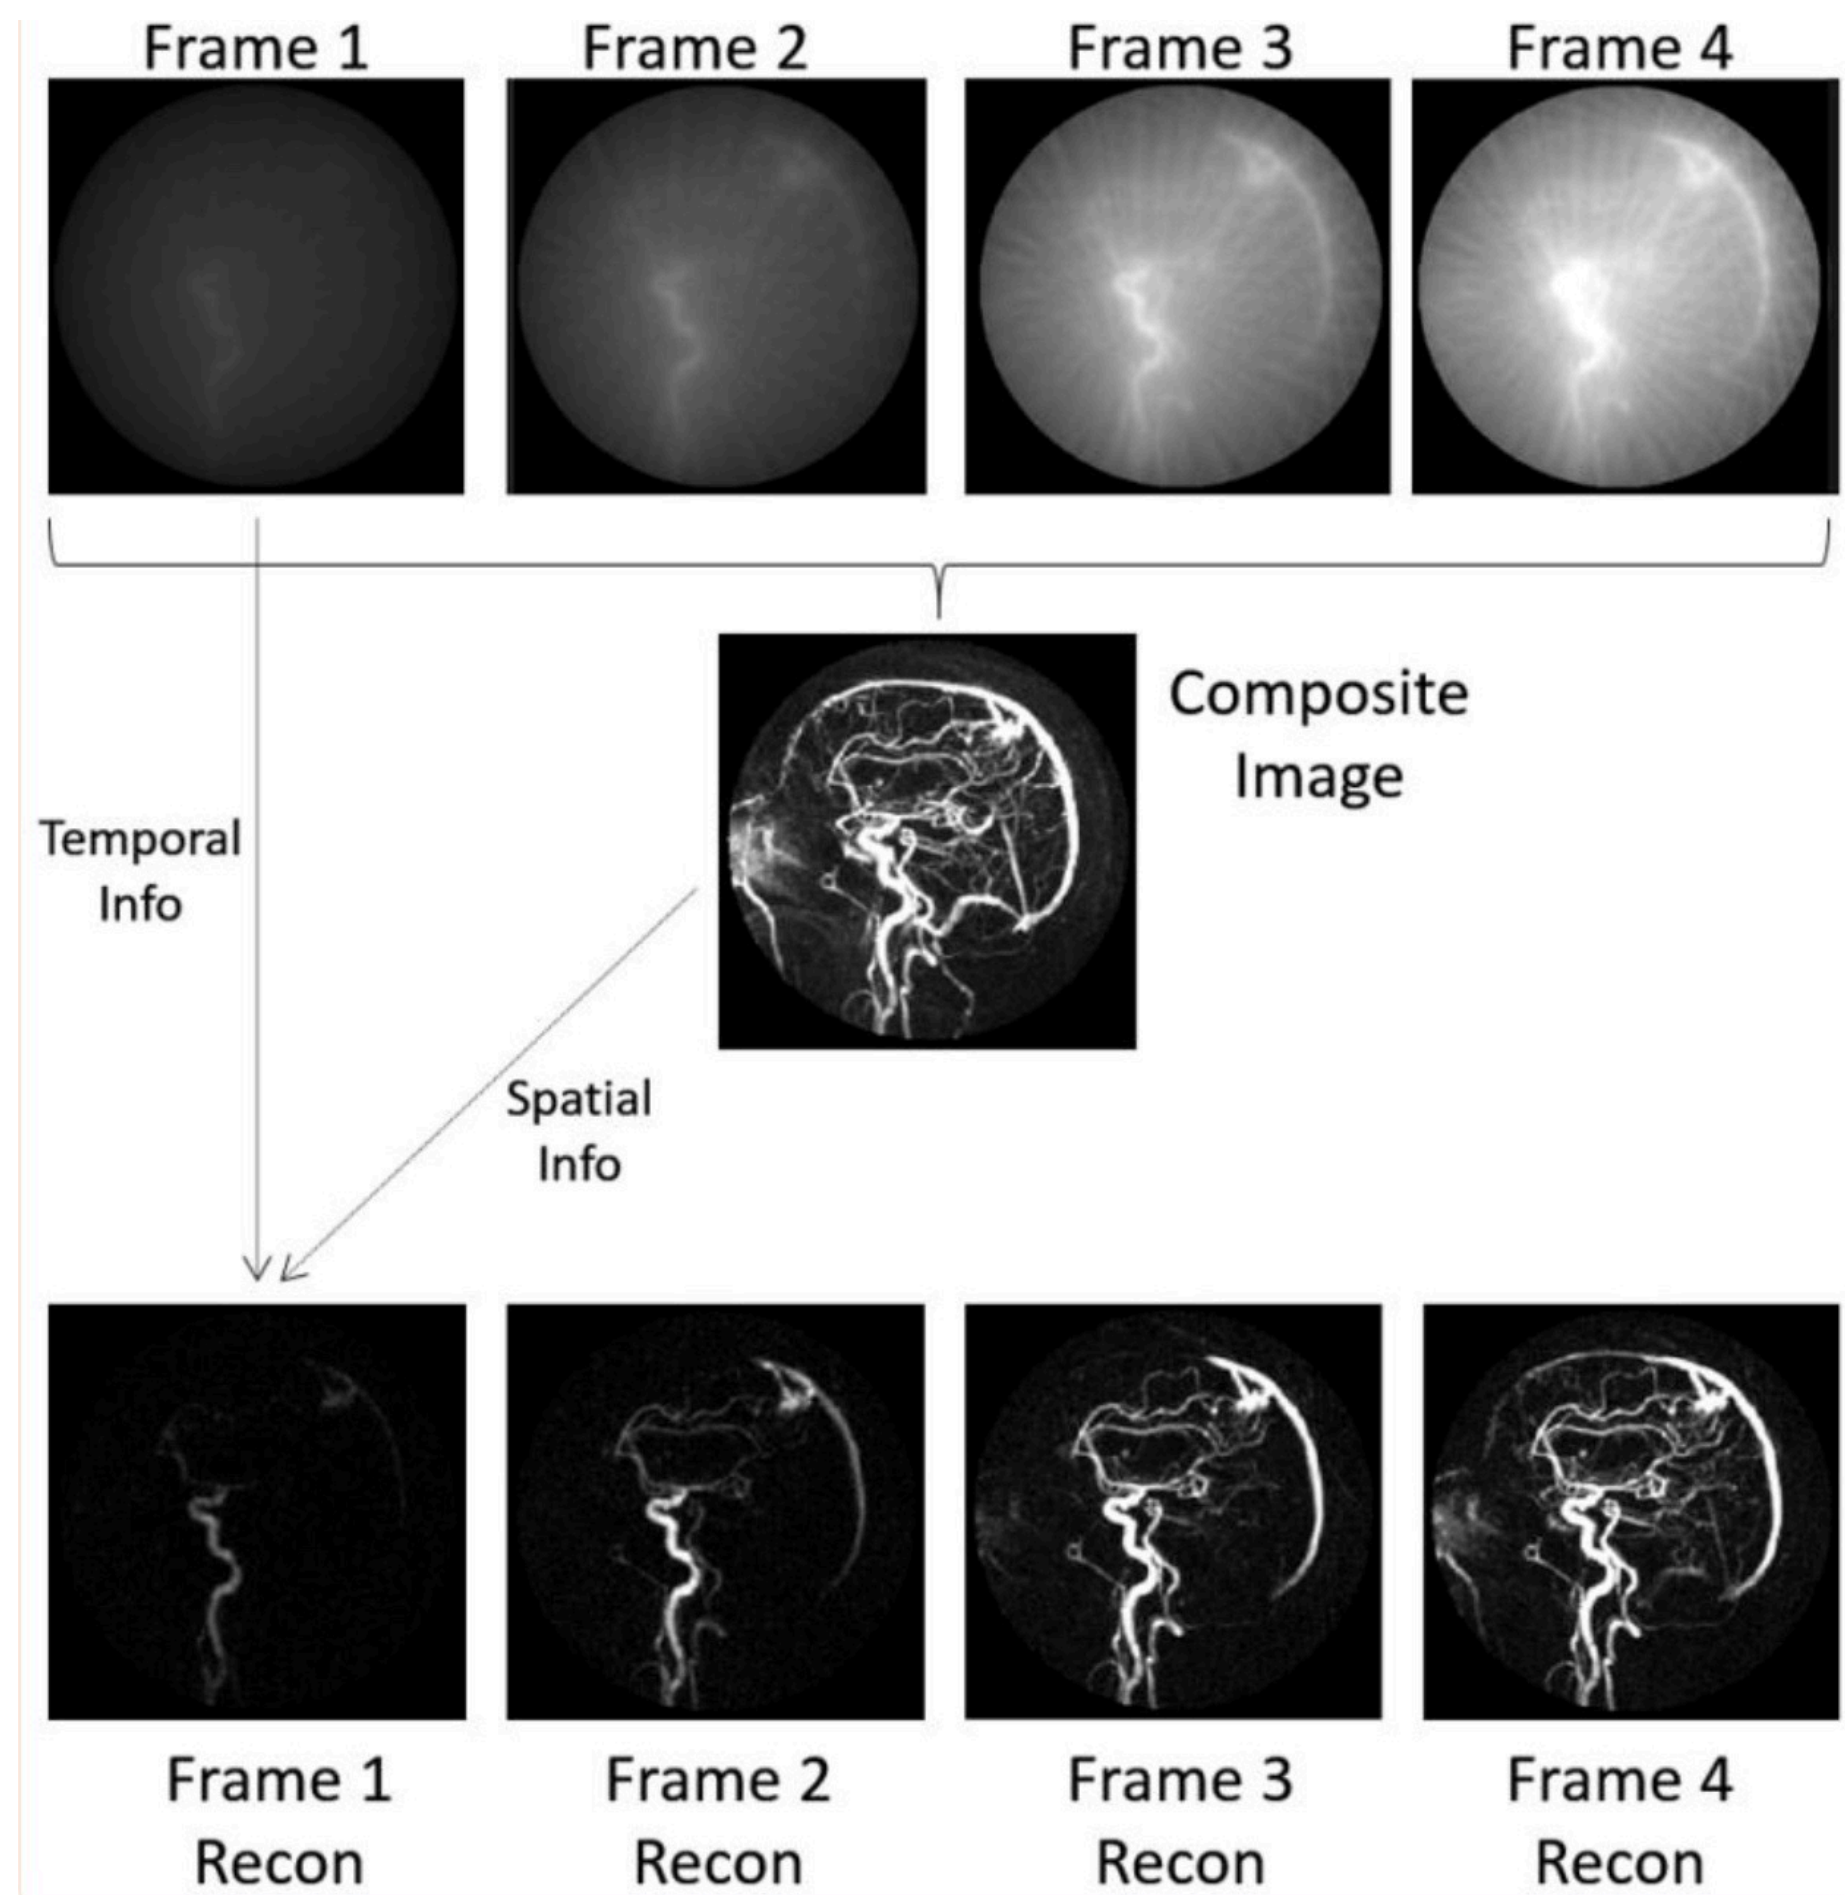 Frame 1
Frame 2
Frame 3
Frame 4
Composite
Image
Temporal
Info
Spatial
Info
Frame 1
Recon
Frame 2
Recon
Frame 3
Recon
Frame 4
Recon